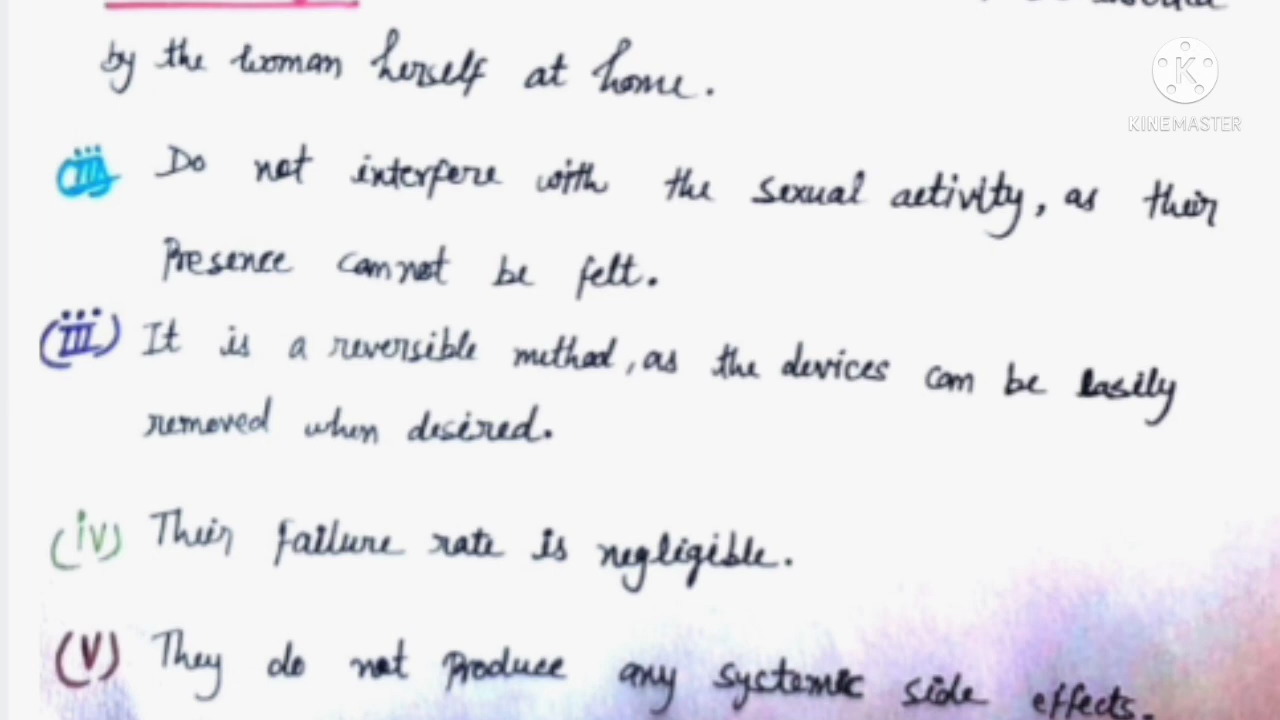 by the woman herself at home.
KINEMASTER
(iii) Do not interfere with the sexual activity, as their
Presence cannot be felt.
(iii) It is a reversible method, as the devices can be easily
removed when desired.
(iv) Their failure rate is negligible.
(v) They do not produce any systemic side effects.